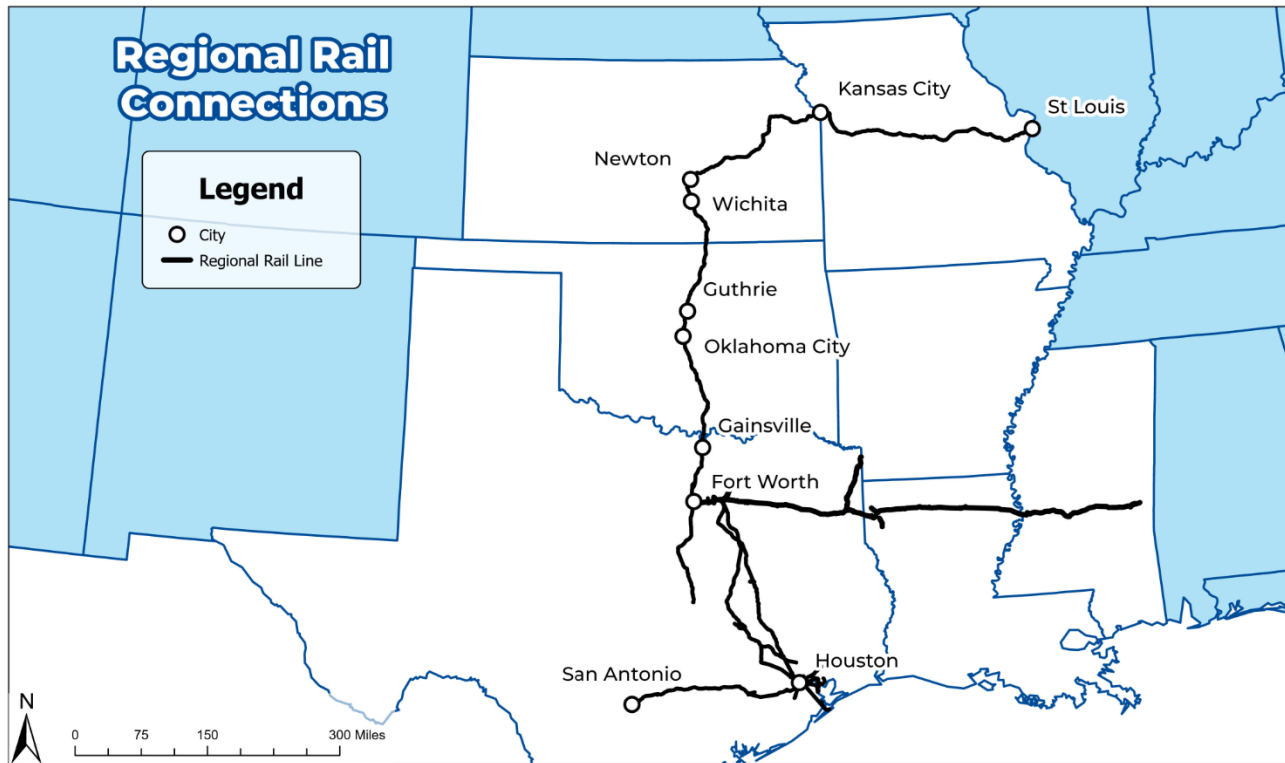 Regional Rail
Connections
Legend
City
Regional Rail Line
Kansas City
St Louis
Newton
Wichita
Guthrie
Oklahoma City
Gainsville
Fort Worth
San Antonio
Houston
N
0 75 150 300 Miles